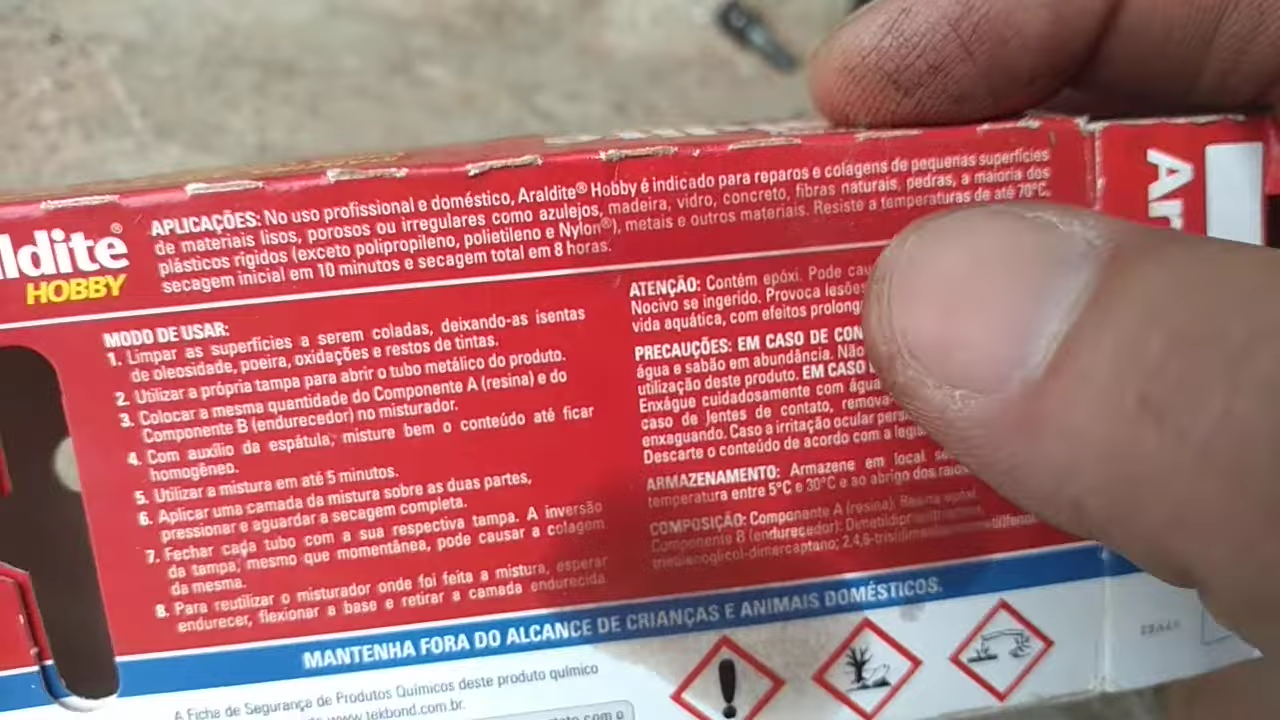 aldite®
HOBBY
APLICAÇÕES: No uso profissional e doméstico, Araldite® Hobby é indicado para reparos e colagens de pequenas superfícies
de materiais lisos, porosos ou irregulares como azulejos, madeira, vidro, concreto, fibras naturais, pedras, a maioria dos
plásticos rígidos (exceto polipropileno, polietileno e Nylon®), metais e outros materiais. Resiste a temperaturas de até 70°C,
secagem inicial em 10 minutos e secagem total em 8 horas.
MODO DE USAR:
1. Limpar as superfícies a serem coladas, deixando-as isentas
de oleosidade, poeira, oxidações e restos de tintas.
2. Utilizar a própria tampa para abrir o tubo metálico do produto.
3. Colocar a mesma quantidade do Componente A (resina) e do
Componente B (endurecedor) no misturador.
4. Com auxílio da espátula, misture bem o conteúdo até ficar
homogêneo.
5. Utilizar a mistura em até 5 minutos.
6. Aplicar uma camada da mistura sobre as duas partes,
pressionar e aguardar a secagem completa.
7. Fechar cada tubo com a sua respectiva tampa. A inversão
da tampa, mesmo que momentânea, pode causar a colagem
da mesma.
8. Para reutilizar o misturador onde foi feita a mistura, esperar
endurecer, flexionar a base e retirar a camada endurecida
ATENÇÃO: Contém epóxi. Pode cau
Nocivo se ingerido. Provoca lesões
vida aquática, com efeitos prolong
PRECAUÇÕES: EM CASO DE CON
água e sabão em abundância. Não
utilização deste produto. EM CASO
Enxágue cuidadosamente com água
caso de lentes de contato, remova
enxaguando. Caso a irritação ocular pers
Descarte o conteúdo de acordo com a legis
ARMAZENAMENTO: Armazene em local se
temperatura entre 5°C e 30°C e ao abrigo dos raios
COMPOSIÇÃO: Componente A (resina): Resina epóxi.
Componente B (endurecedor):
MANTENHA FORA DO ALCANCE DE CRIANÇAS E ANIMAIS DOMÉSTICOS.
A Ficha de Segurança de Produtos Químicos deste produto químico
www.tekbond.com.br.
Ar